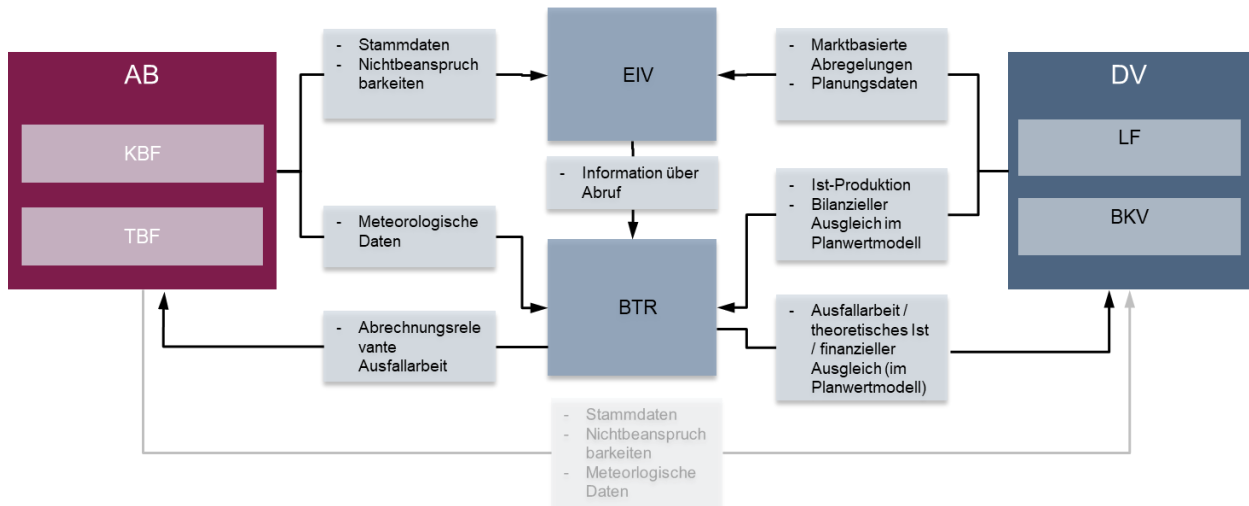 AB
KBF
TBF
- Stammdaten
- Nichtbeanspruch
barkeiten
EIV
- Marktbasierte
Abregelungen
- Planungsdaten
DV
LF
BKV
- Information über
Abruf
- Meteorologische
Daten
- Ist-Produktion
- Bilanzieller
Ausgleich im
Planwertmodell
BTR
- Abrechnungsrele
vante
Ausfallarbeit
- Ausfallarbeit /
theoretisches Ist
/ finanzieller
Ausgleich (im
Planwertmodell)
- Stammdaten
- Nichtbeanspruch
barkeiten
- Meteorlogische
Daten